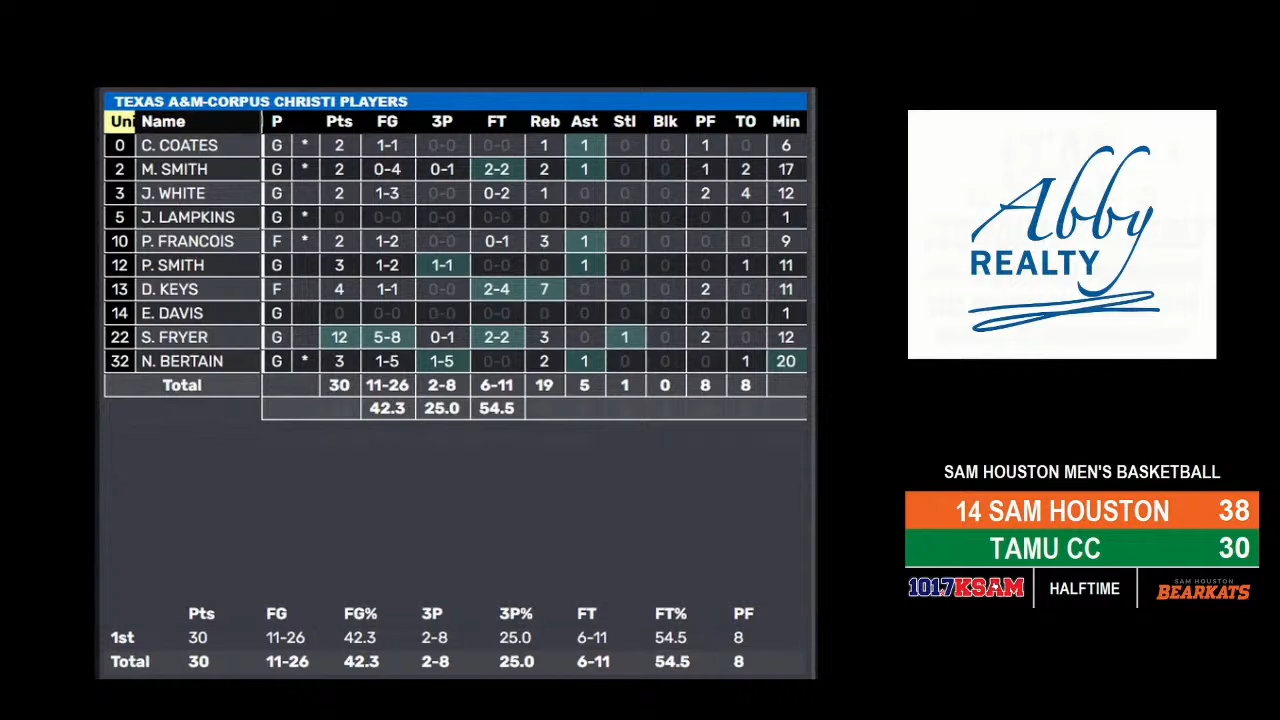 TEXAS A&M-CORPUS CHRISTI PLAYERS
Uni Name P Pts FG 3P FT Reb Ast Stl Blk PF TO Min
0 C. COATES G * 2 1-1 0-0 0-0 1 1 0 0 1 0 6
2 M. SMITH G * 2 0-4 0-1 2-2 2 1 0 0 1 2 17
3 J. WHITE G 2 1-3 0-0 0-2 1 0 0 0 2 4 12
5 J. LAMPKINS G * 0 0-0 0-0 0-0 0 0 0 0 0 0 1
10 P. FRANCOIS F * 2 1-2 0-0 0-1 3 1 0 0 0 0 9
12 P. SMITH G 3 1-2 1-1 0-0 0 1 0 0 0 1 11
13 D. KEYS F 4 1-1 0-0 2-4 7 0 0 0 2 0 11
14 E. DAVIS G 0 0-0 0-0 0-0 0 0 0 0 0 0 1
22 S. FRYER G 12 5-8 0-1 2-2 3 0 1 0 2 0 12
32 N. BERTAIN G * 3 1-5 1-5 0-0 2 1 0 0 0 1 20
Total 30 11-26 2-8 6-11 19 5 1 0 8 8
42.3 25.0 54.5
Pts FG FG% 3P 3P% FT FT% PF
1st 30 11-26 42.3 2-8 25.0 6-11 54.5 8
Total 30 11-26 42.3 2-8 25.0 6-11 54.5 8
Abby
REALTY
SAM HOUSTON MEN'S BASKETBALL
14 SAM HOUSTON 38
TAMU CC 30
101.7 KSAM HALFTIME SAM HOUSTON
BEARKATS